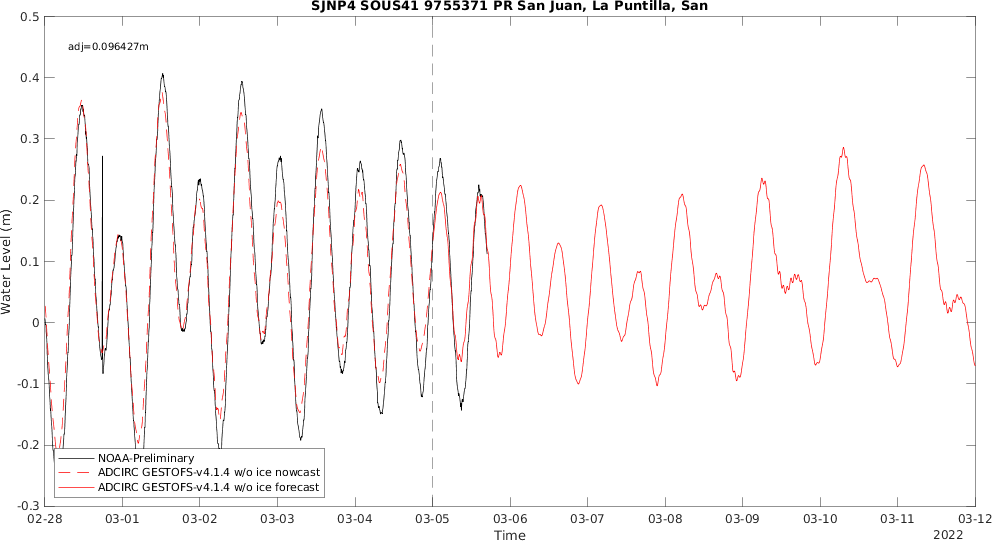 SJNP4 SOUS41 9755371 PR San Juan, La Puntilla, San
adj=0.096427m
Water Level (m)
0.5
0.4
0.3
0.2
0.1
0
-0.1
-0.2
-0.3
NOAA-Preliminary
ADCIRC GESTOFS-v4.1.4 w/o ice nowcast
ADCIRC GESTOFS-v4.1.4 w/o ice forecast
02-28 03-01 03-02 03-03 03-04 03-05 03-06 03-07 03-08 03-09 03-10 03-11 03-12
Time
2022